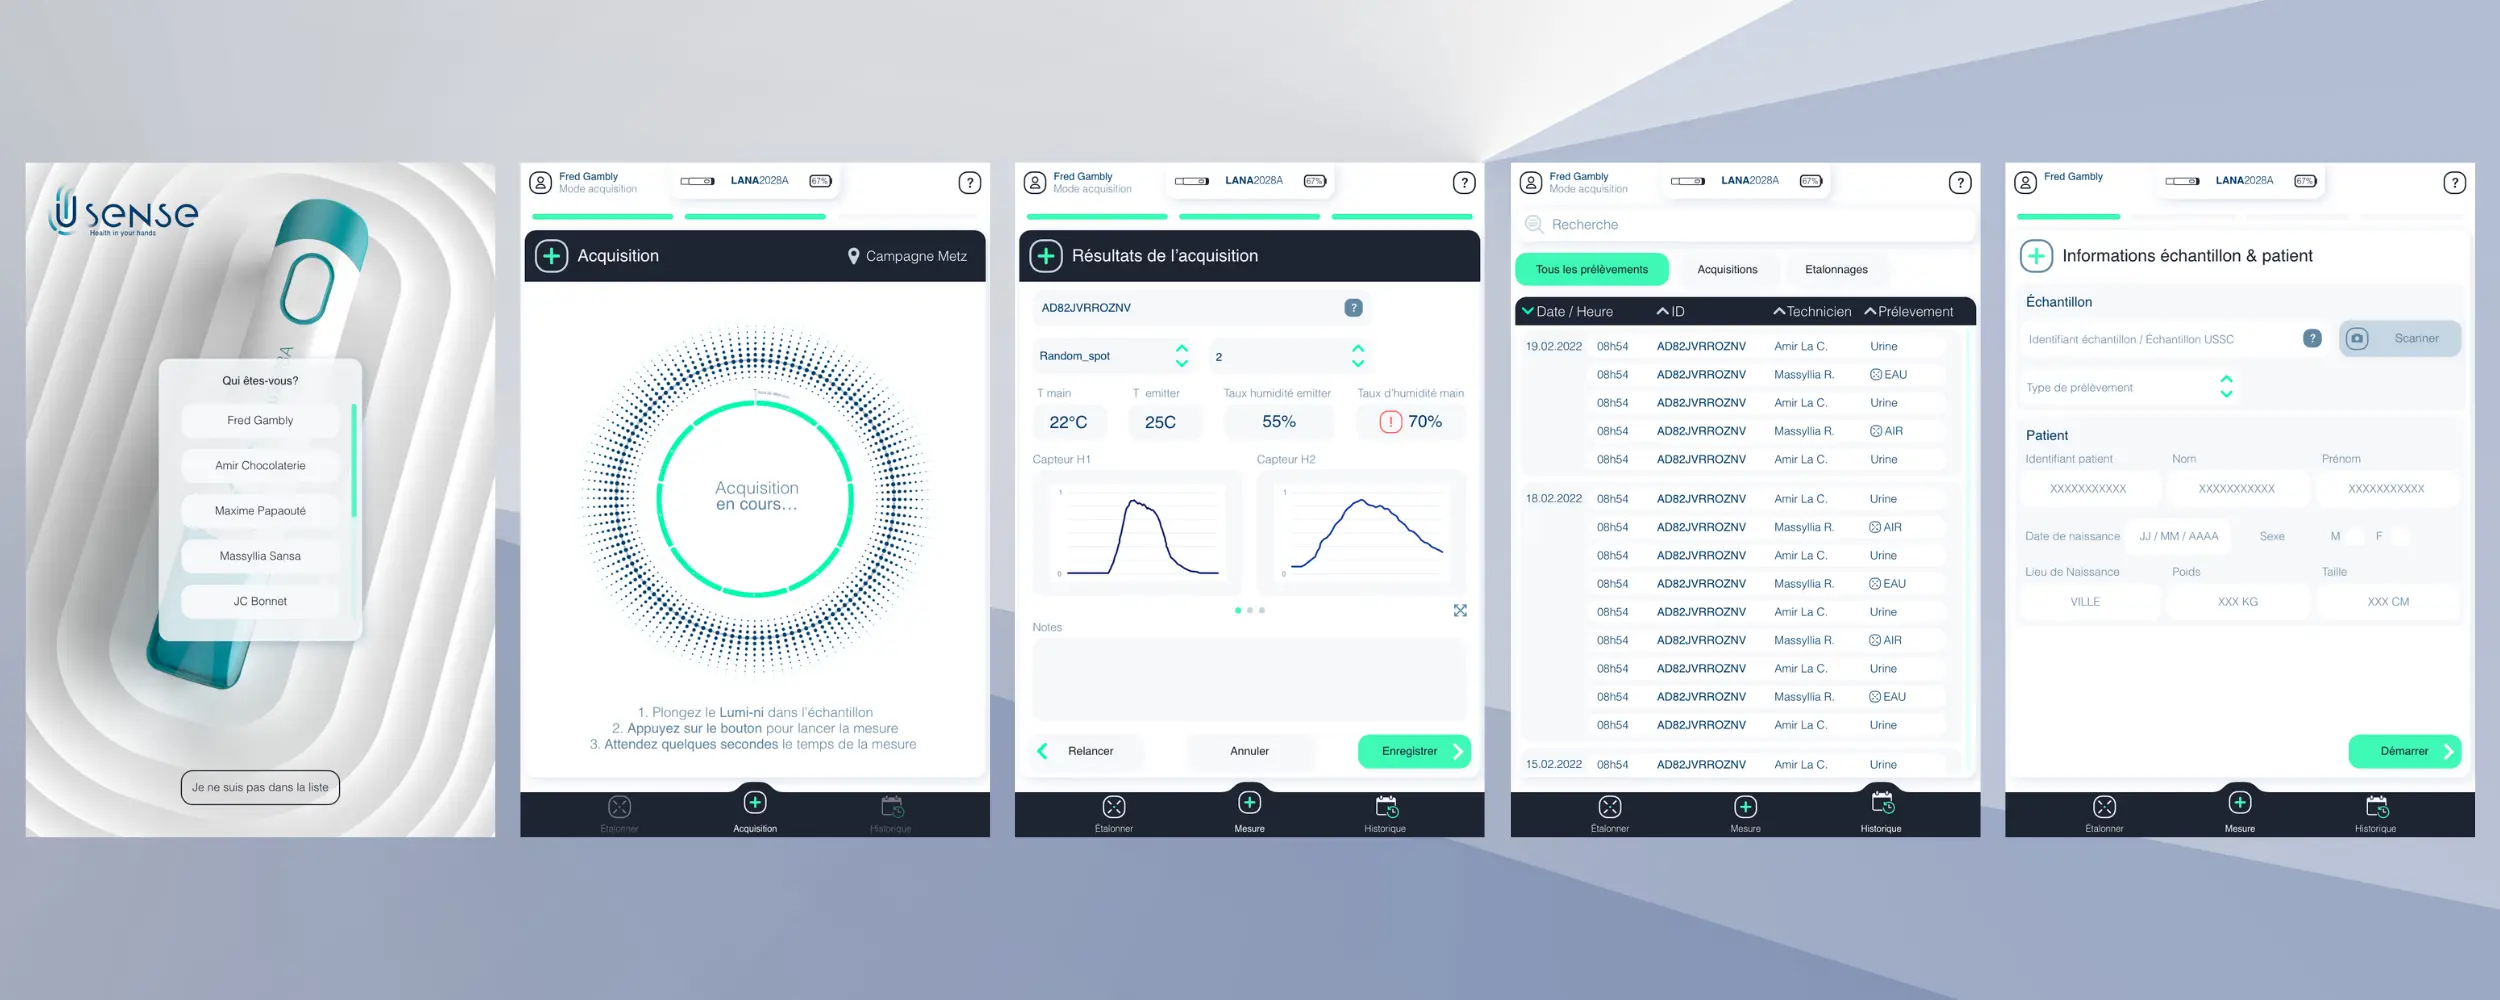 Usense
Health in your hands
Qui êtes-vous?
Fred Gambly
Amir Chocolaterie
Maxime Papaouté
Massyllia Sansa
JC Bonnet
Je ne suis pas dans la liste
Fred Gambly
Mode acquisition
LANA2028A
67%
?
Acquisition
Campagne Metz
Acquisition
en cours...
1. Plongez le Lumi-ni dans l'échantillon
2. Appuyez sur le bouton pour lancer la mesure
3. Attendez quelques secondes le temps de la mesure
Étalonner
Acquisition
Historique
Fred Gambly
Mode acquisition
LANA2028A
67%
?
Résultats de l'acquisition
AD82JVRROZNV
?
Random_spot
2
T main
T emitter
Taux humidité emitter
Taux d'humidité main
22°C
25C
55%
! 70%
Capteur H1
Capteur H2
1
0
1
0
Notes
Relancer
Annuler
Enregistrer
Étalonner
Mesure
Historique
Fred Gambly
Mode acquisition
LANA2028A
67%
?
Recherche
Tous les prélèvements
Acquisitions
Etalonnages
Date / Heure ID Technicien Prélevement
19.02.2022 08h54 AD82JVRROZNV Amir La C. Urine
08h54 AD82JVRROZNV Massyllia R. EAU
08h54 AD82JVRROZNV Amir La C. Urine
08h54 AD82JVRROZNV Massyllia R. AIR
08h54 AD82JVRROZNV Amir La C. Urine
18.02.2022 08h54 AD82JVRROZNV Amir La C. Urine
08h54 AD82JVRROZNV Massyllia R. AIR
08h54 AD82JVRROZNV Amir La C. Urine
08h54 AD82JVRROZNV Massyllia R. EAU
08h54 AD82JVRROZNV Amir La C. Urine
08h54 AD82JVRROZNV Massyllia R. AIR
08h54 AD82JVRROZNV Amir La C. Urine
08h54 AD82JVRROZNV Massyllia R. EAU
08h54 AD82JVRROZNV Amir La C. Urine
15.02.2022 08h54 AD82JVRROZNV Amir La C. Urine
Étalonner
Mesure
Historique
Fred Gambly
LANA2028A
67%
?
Informations échantillon & patient
Échantillon
Identifiant échantillon / Échantillon USSC
?
Scanner
Type de prélèvement
Patient
Identifiant patient
Nom
Prénom
XXXXXXXXXXX
XXXXXXXXXXX
XXXXXXXXXXX
Date de naissance
JJ / MM / AAAA
Sexe
M
F
Lieu de Naissance
Poids
Taille
VILLE
XXX KG
XXX CM
Démarrer
Étalonner
Mesure
Historique